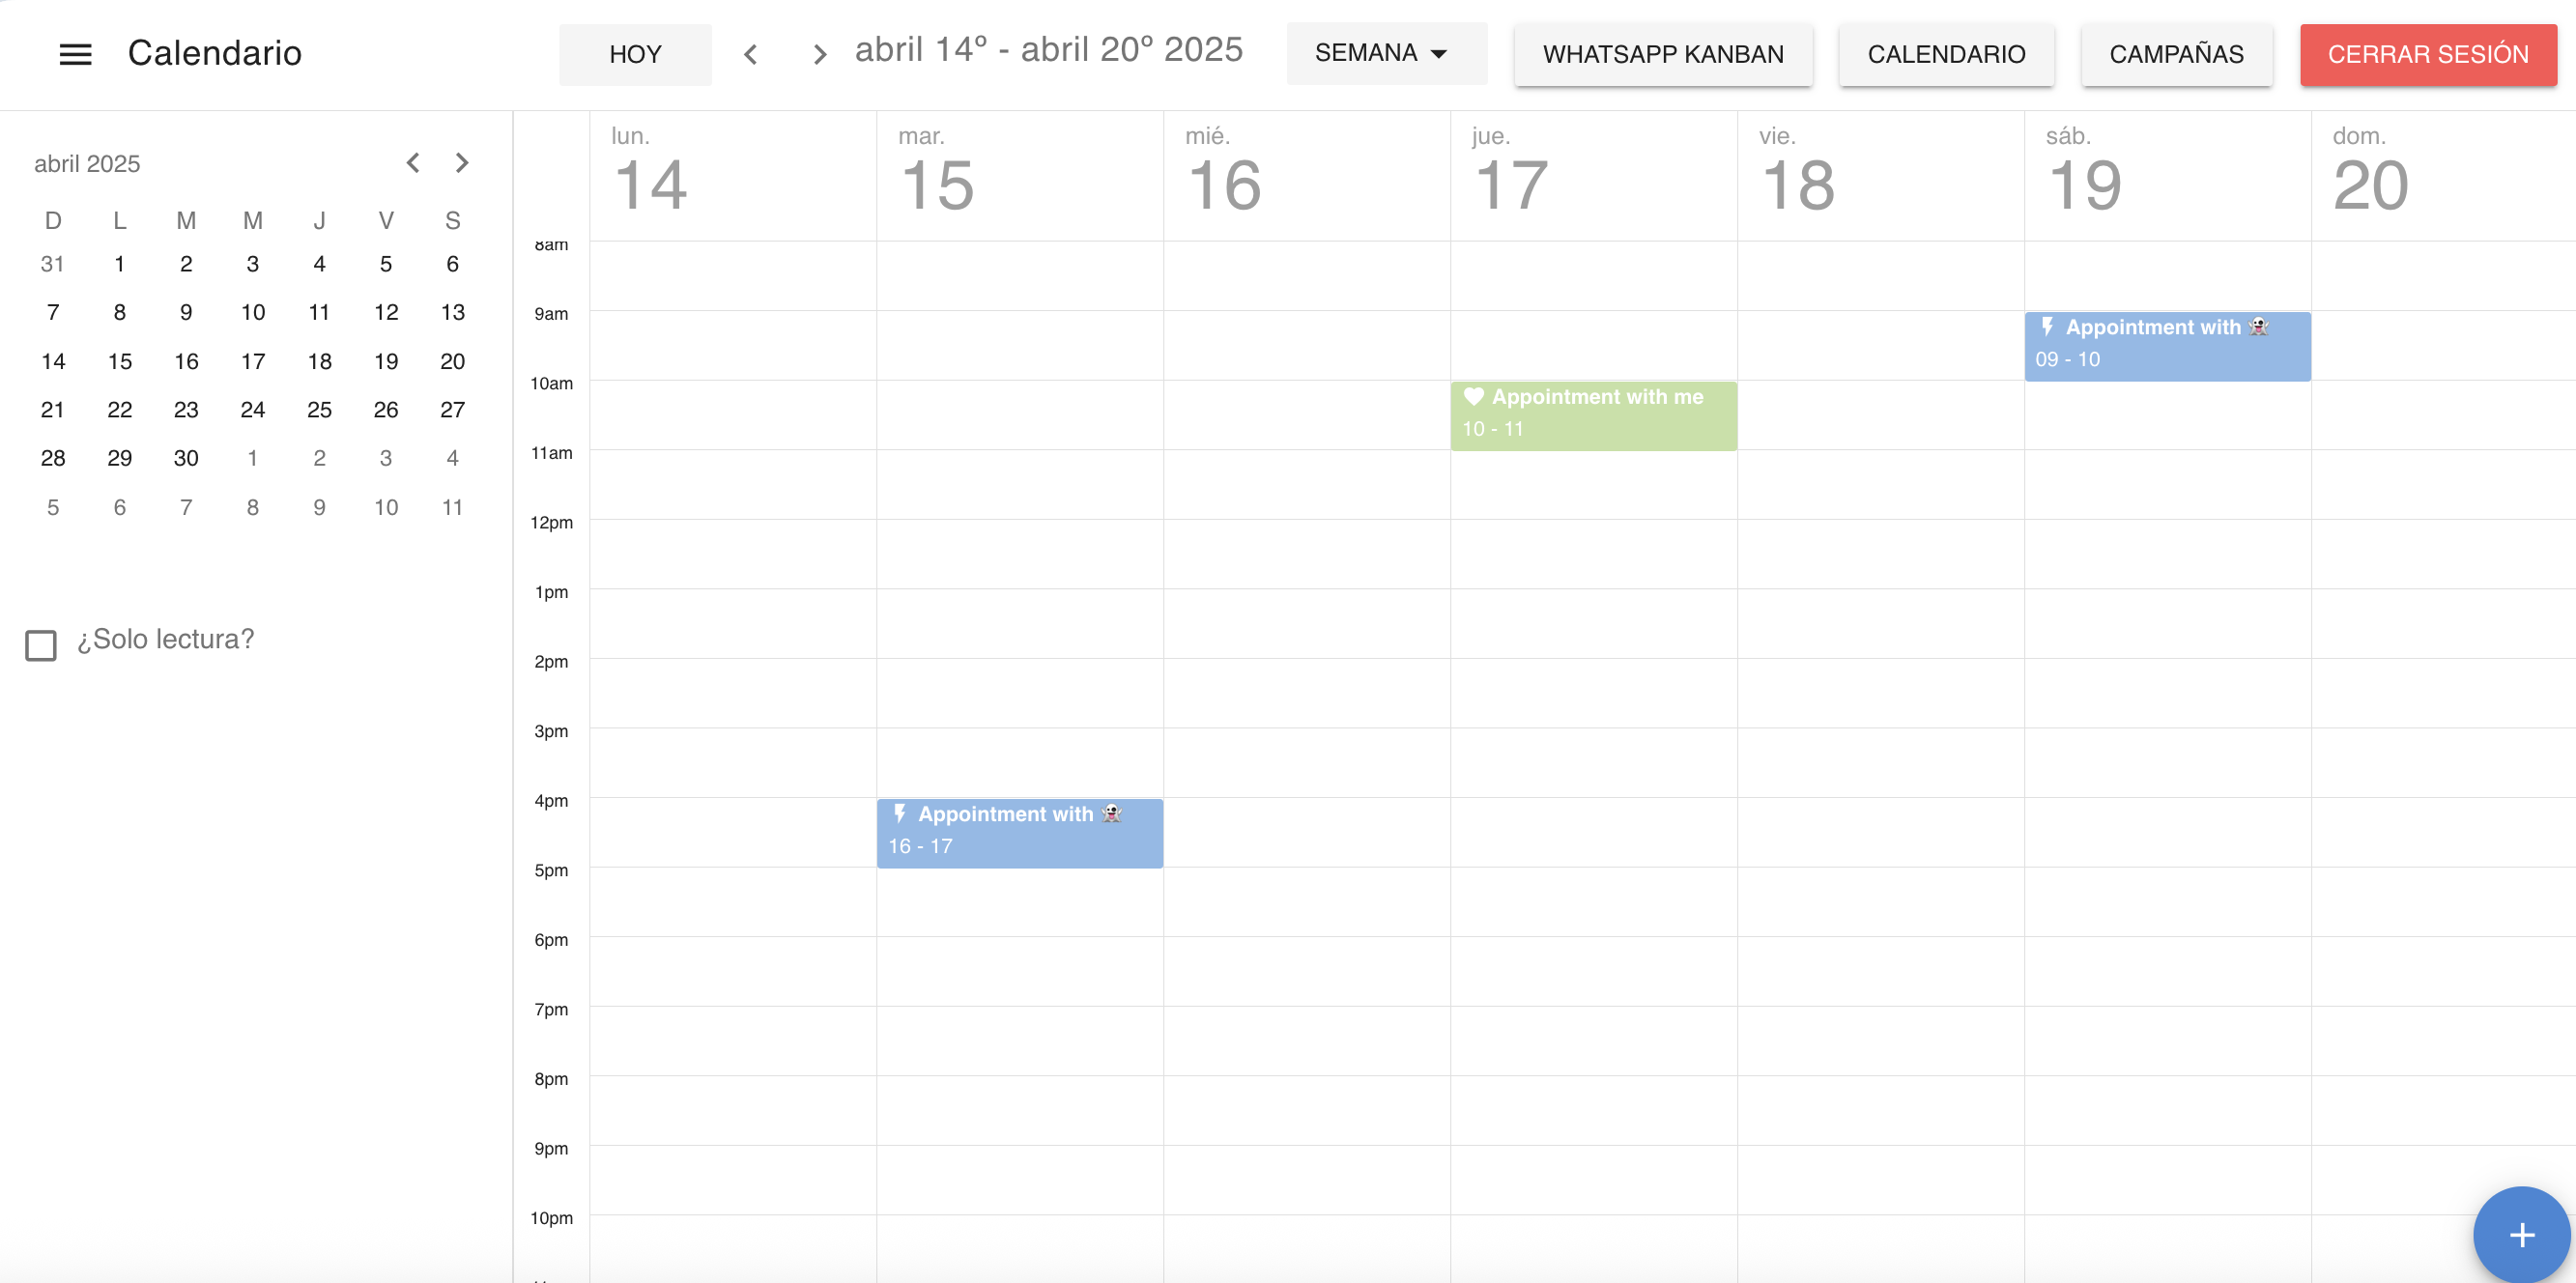 Calendario
HOY
abril 14º - abril 20º 2025
SEMANA
WHATSAPP KANBAN
CALENDARIO
CAMPAÑAS
CERRAR SESIÓN
abril 2025
D L M M J V S
31 1 2 3 4 5 6
7 8 9 10 11 12 13
14 15 16 17 18 19 20
21 22 23 24 25 26 27
28 29 30 1 2 3 4
5 6 7 8 9 10 11
¿Solo lectura?
lun. mar. mié. jue. vie. sáb. dom.
14 15 16 17 18 19 20
8am
9am
Appointment with 👻
09 - 10
10am
Appointment with me
10 - 11
11am
12pm
1pm
2pm
3pm
4pm
Appointment with 👻
16 - 17
5pm
6pm
7pm
8pm
9pm
10pm